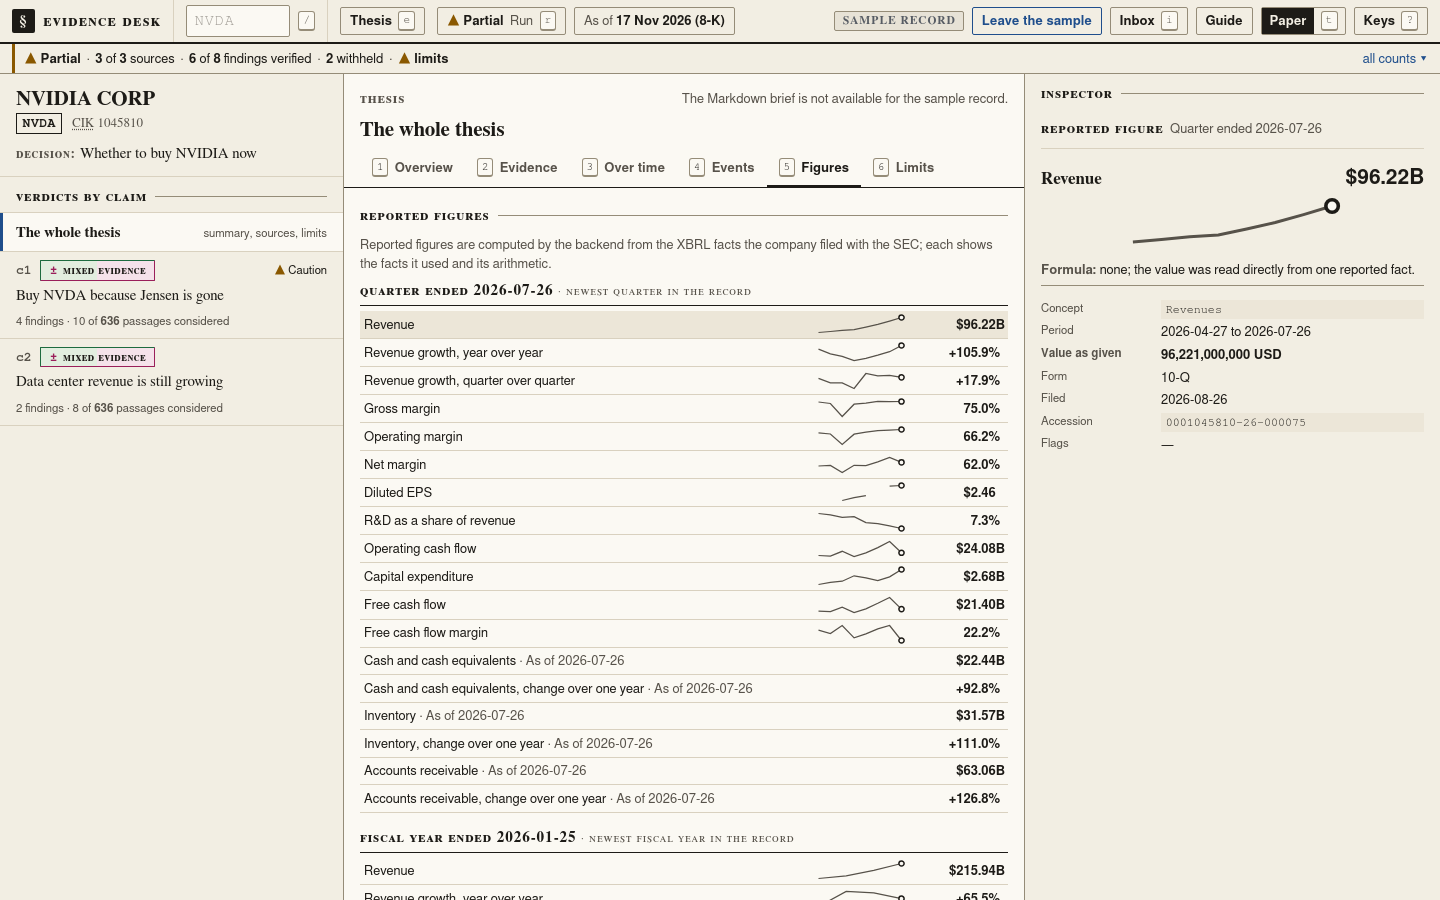 § EVIDENCE DESK NVDA / Thesis e Partial Run r As of 17 Nov 2026 (8-K) SAMPLE RECORD Leave the sample Inbox i Guide Paper t Keys ?
Partial · 3 of 3 sources · 6 of 8 findings verified · 2 withheld · limits all counts ▾
NVIDIA CORP
NVDA CIK 1045810
DECISION: Whether to buy NVIDIA now
VERDICTS BY CLAIM
The whole thesis summary, sources, limits
c1 ± MIXED EVIDENCE Caution
Buy NVDA because Jensen is gone
4 findings · 10 of 636 passages considered
c2 ± MIXED EVIDENCE
Data center revenue is still growing
2 findings · 8 of 636 passages considered
THESIS The Markdown brief is not available for the sample record.
The whole thesis
1 Overview 2 Evidence 3 Over time 4 Events 5 Figures 6 Limits
REPORTED FIGURES
Reported figures are computed by the backend from the XBRL facts the company filed with the SEC; each shows
the facts it used and its arithmetic.
QUARTER ENDED 2026-07-26 · NEWEST QUARTER IN THE RECORD
Revenue $96.22B
Revenue growth, year over year +105.9%
Revenue growth, quarter over quarter +17.9%
Gross margin 75.0%
Operating margin 66.2%
Net margin 62.0%
Diluted EPS $2.46
R&D as a share of revenue 7.3%
Operating cash flow $24.08B
Capital expenditure $2.68B
Free cash flow $21.40B
Free cash flow margin 22.2%
Cash and cash equivalents · As of 2026-07-26 $22.44B
Cash and cash equivalents, change over one year · As of 2026-07-26 +92.8%
Inventory · As of 2026-07-26 $31.57B
Inventory, change over one year · As of 2026-07-26 +111.0%
Accounts receivable · As of 2026-07-26 $63.06B
Accounts receivable, change over one year · As of 2026-07-26 +126.8%
FISCAL YEAR ENDED 2026-01-25 · NEWEST FISCAL YEAR IN THE RECORD
Revenue $215.94B
Revenue growth, year over year +65.5%
INSPECTOR
REPORTED FIGURE Quarter ended 2026-07-26
Revenue $96.22B
Formula: none; the value was read directly from one reported fact.
Concept Revenues
Period 2026-04-27 to 2026-07-26
Value as given 96,221,000,000 USD
Form 10-Q
Filed 2026-08-26
Accession 0001045810-26-000075
Flags —